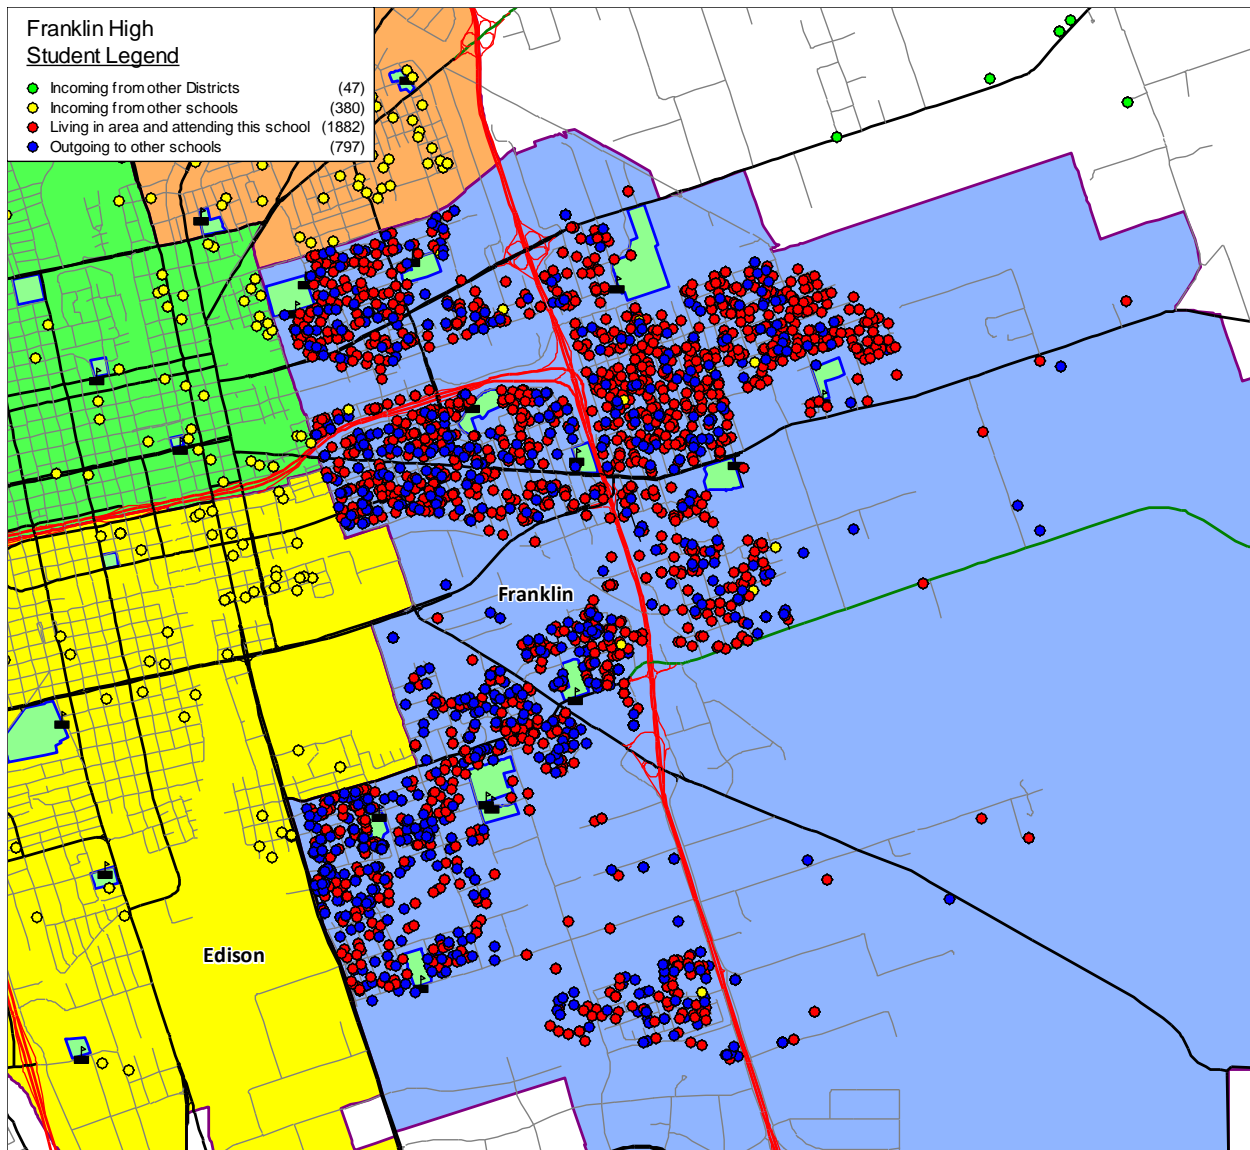 Franklin High
Student Legend
Incoming from other Districts (47)
Incoming from other schools (380)
Living in area and attending this school (1882)
Outgoing to other schools (797)
Franklin
Edison